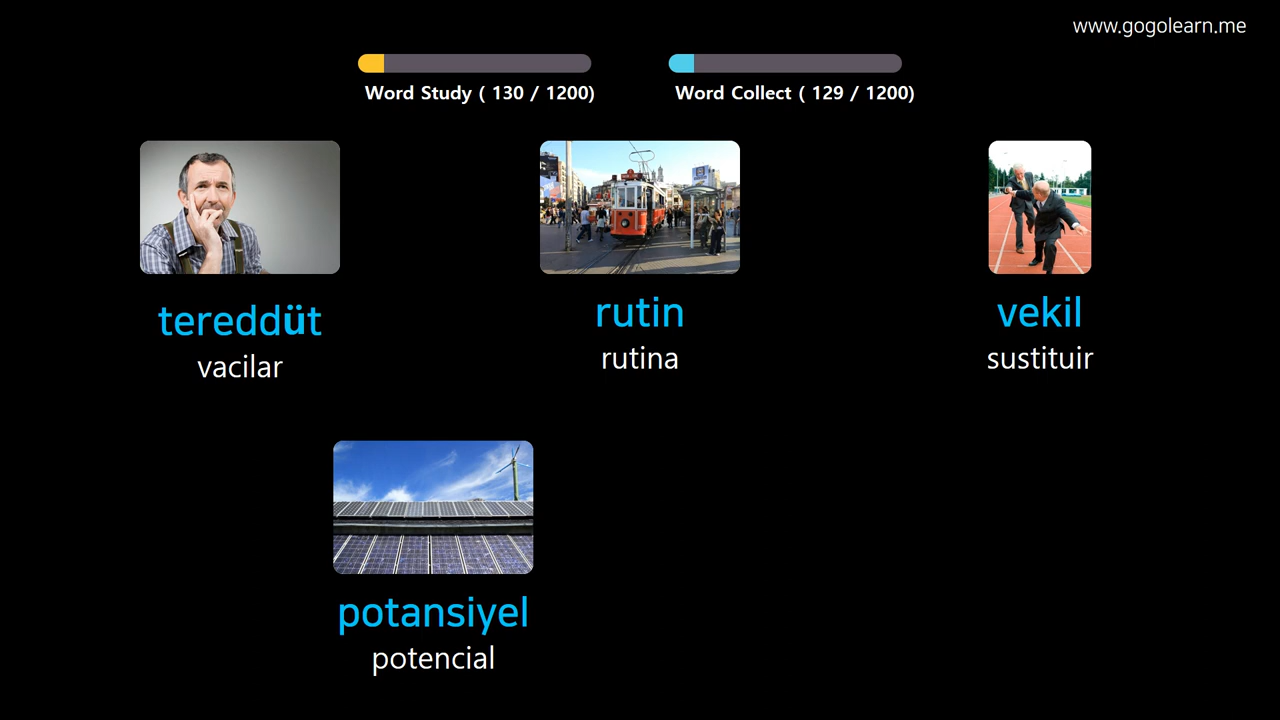 www.gogolearn.me
Word Study ( 130 / 1200)
Word Collect ( 129 / 1200)
tereddüt
vacilar
rutin
rutina
vekil
sustituir
potansiyel
potencial